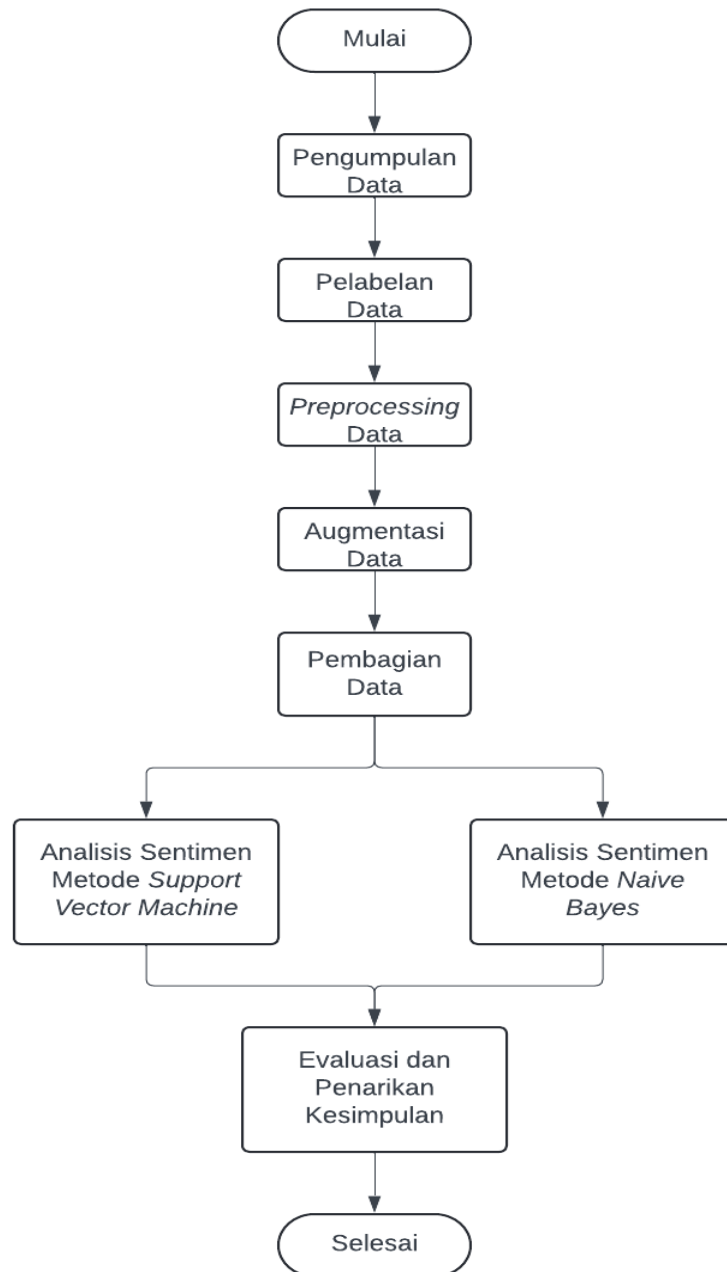 Mulai
Pengumpulan
Data
Pelabelan
Data
Preprocessing
Data
Augmentasi
Data
Pembagian
Data
Analisis Sentimen
Metode Support
Vector Machine
Analisis Sentimen
Metode Naive
Bayes
Evaluasi dan
Penarikan
Kesimpulan
Selesai